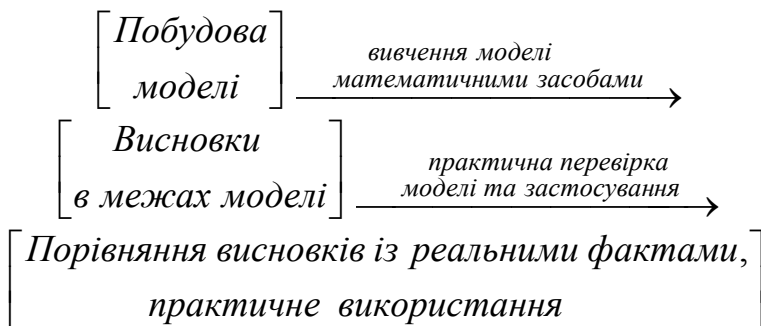 Побудова
моделі
вивчення моделі
математичними засобами
Висновки
в межах моделі
практична перевірка
моделі та застосування
Порівняння висновків із реальними фактами,
практичне використання